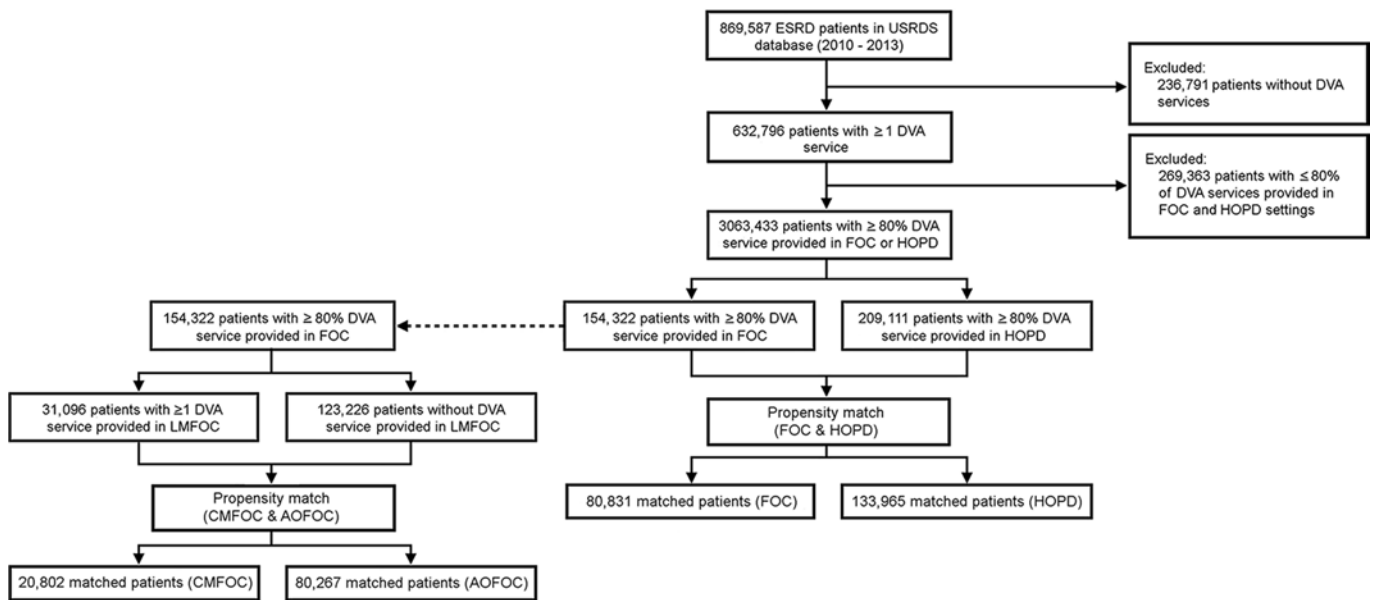 869,587 ESRD patients in USRDS
database (2010 - 2013)
Excluded:
236,791 patients without DVA
services
632,796 patients with ≥1 DVA
service
Excluded:
269,363 patients with ≤80%
of DVA services provided in
FOC and HOPD settings
3063,433 patients with ≥ 80% DVA
service provided in FOC or HOPD
154,322 patients with ≥80% DVA
service provided in FOC
154,322 patients with ≥80% DVA
service provided in FOC
209,111 patients with ≥80% DVA
service provided in HOPD
31,096 patients with ≥1 DVA
service provided in LMFOC
123,226 patients without DVA
service provided in LMFOC
Propensity match
(FOC & HOPD)
Propensity match
(CMFOC & AOFOC)
80,831 matched patients (FOC)
133,965 matched patients (HOPD)
20,802 matched patients (CMFOC)
80,267 matched patients (AOFOC)